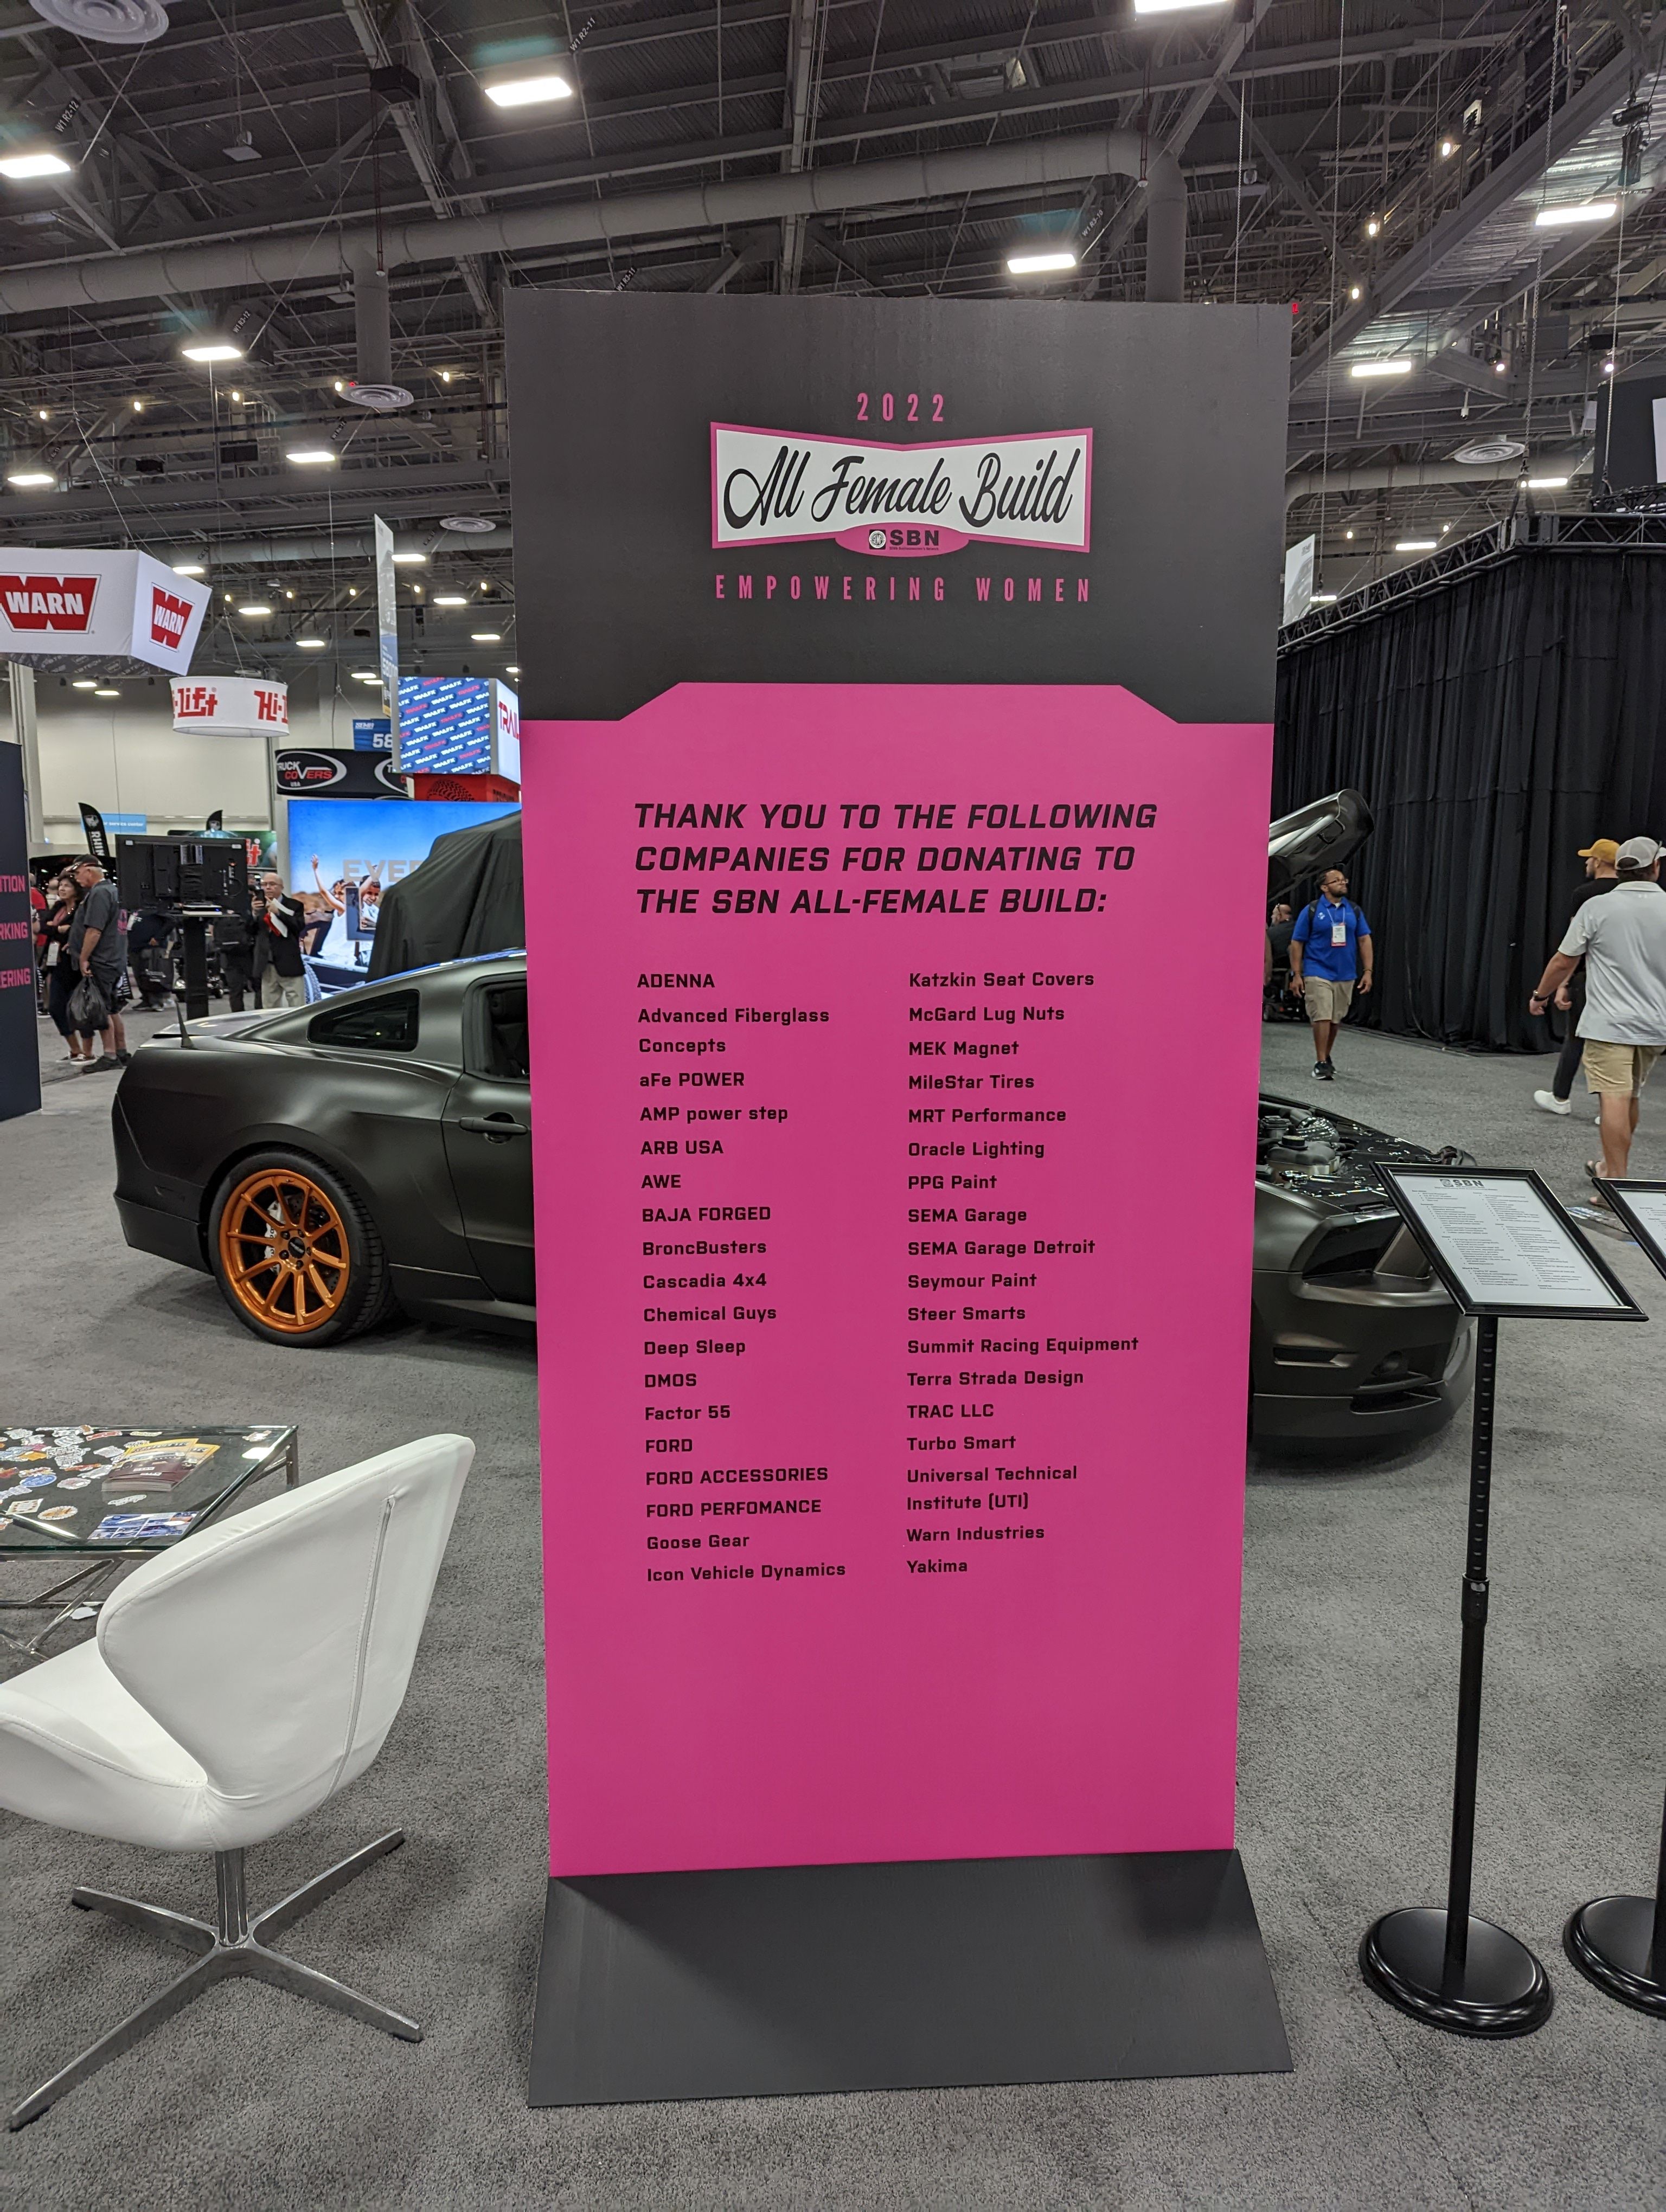 2022
All Female Build
SBN
EMPOWERING WOMEN
THANK YOU TO THE FOLLOWING
COMPANIES FOR DONATING TO
THE SBN ALL-FEMALE BUILD:
ADENNA
Advanced Fiberglass
Concepts
aFe POWER
AMP power step
ARB USA
AWE
BAJA FORGED
BroncBusters
Cascadia 4x4
Chemical Guys
Deep Sleep
DMOS
Factor 55
FORD
FORD ACCESSORIES
FORD PERFOMANCE
Goose Gear
Icon Vehicle Dynamics
Katzkin Seat Covers
McGard Lug Nuts
MEK Magnet
MileStar Tires
MRT Performance
Oracle Lighting
PPG Paint
SEMA Garage
SEMA Garage Detroit
Seymour Paint
Steer Smarts
Summit Racing Equipment
Terra Strada Design
TRAC LLC
Turbo Smart
Universal Technical
Institute (UTI)
Warn Industries
Yakima
WARN
WARN
Hi-
COVERS
SBN